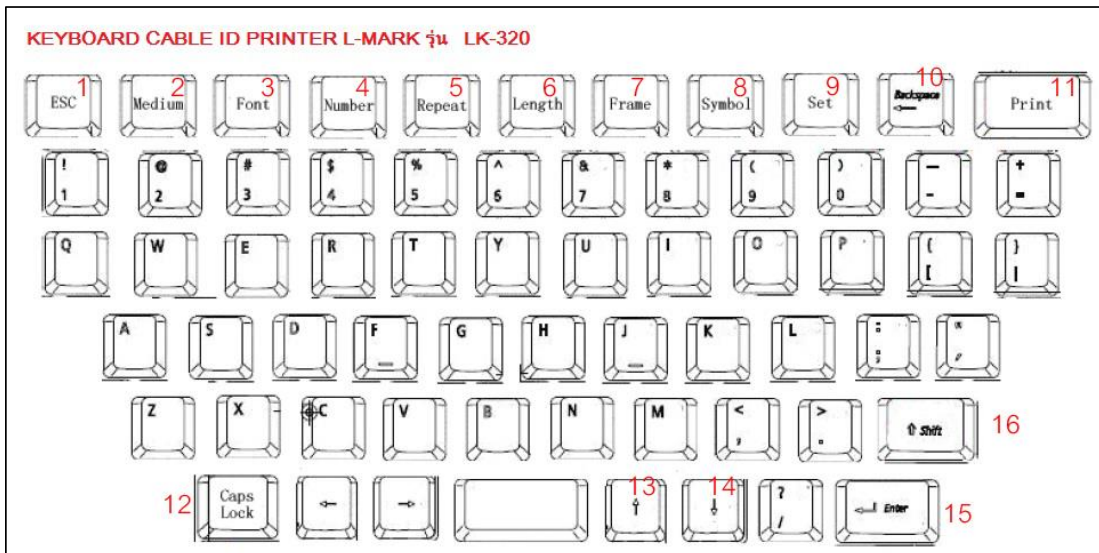 KEYBOARD CABLE ID PRINTER L-MARK รุ่น LK-320
1 2 3 4 5 6 7 8 9 10 11
ESC Medium Font Number Repeat Length Frame Symbol Set Backspace ← Print
! @ # $ % ^ & * ( ) — +
1 2 3 4 5 6 7 8 9 0 - =
Q W E R T Y U I O P { }
[ |
A S D F G H J K L : "
; ,
Z X C V B N M < > ⇧ Shift 16
, .
12 Caps Lock ← → 13 ↑ 14 ↓ ? / ↵ Enter 15